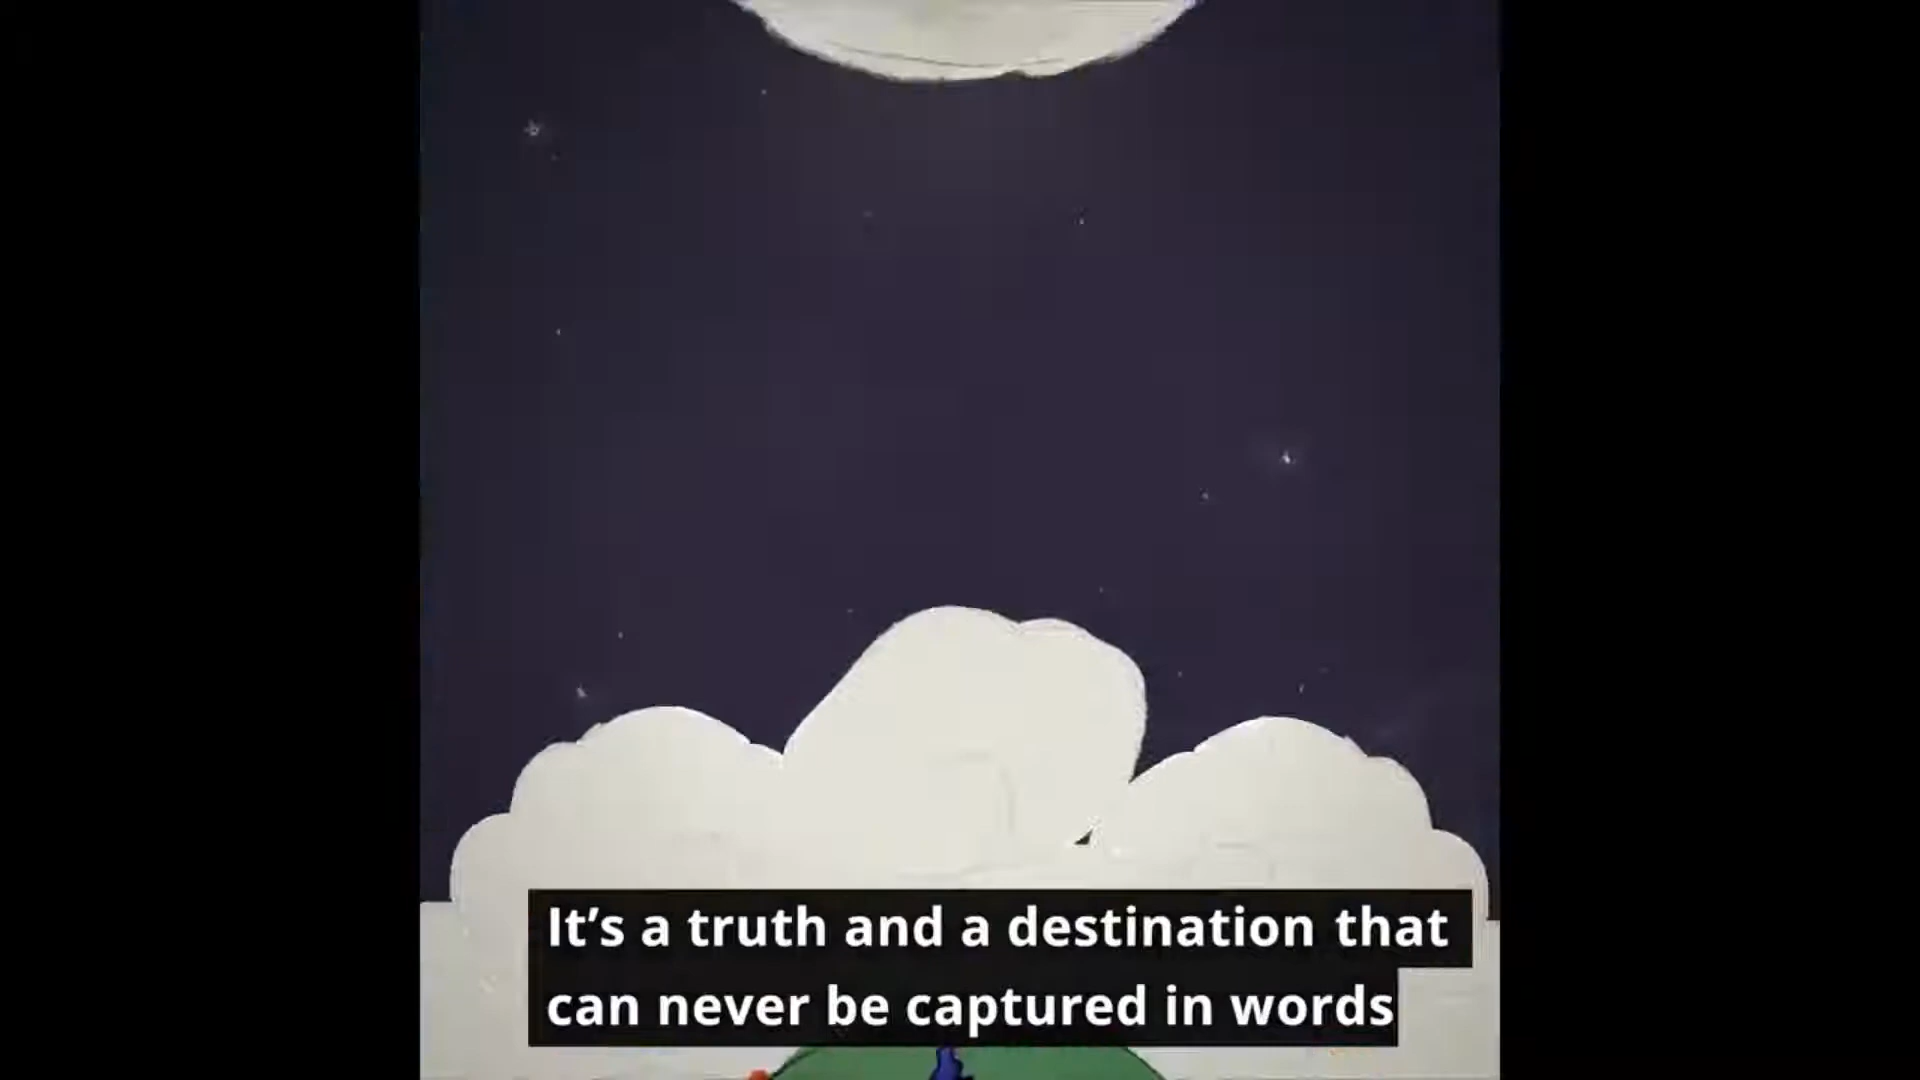 It’s a truth and a destination that
can never be captured in words